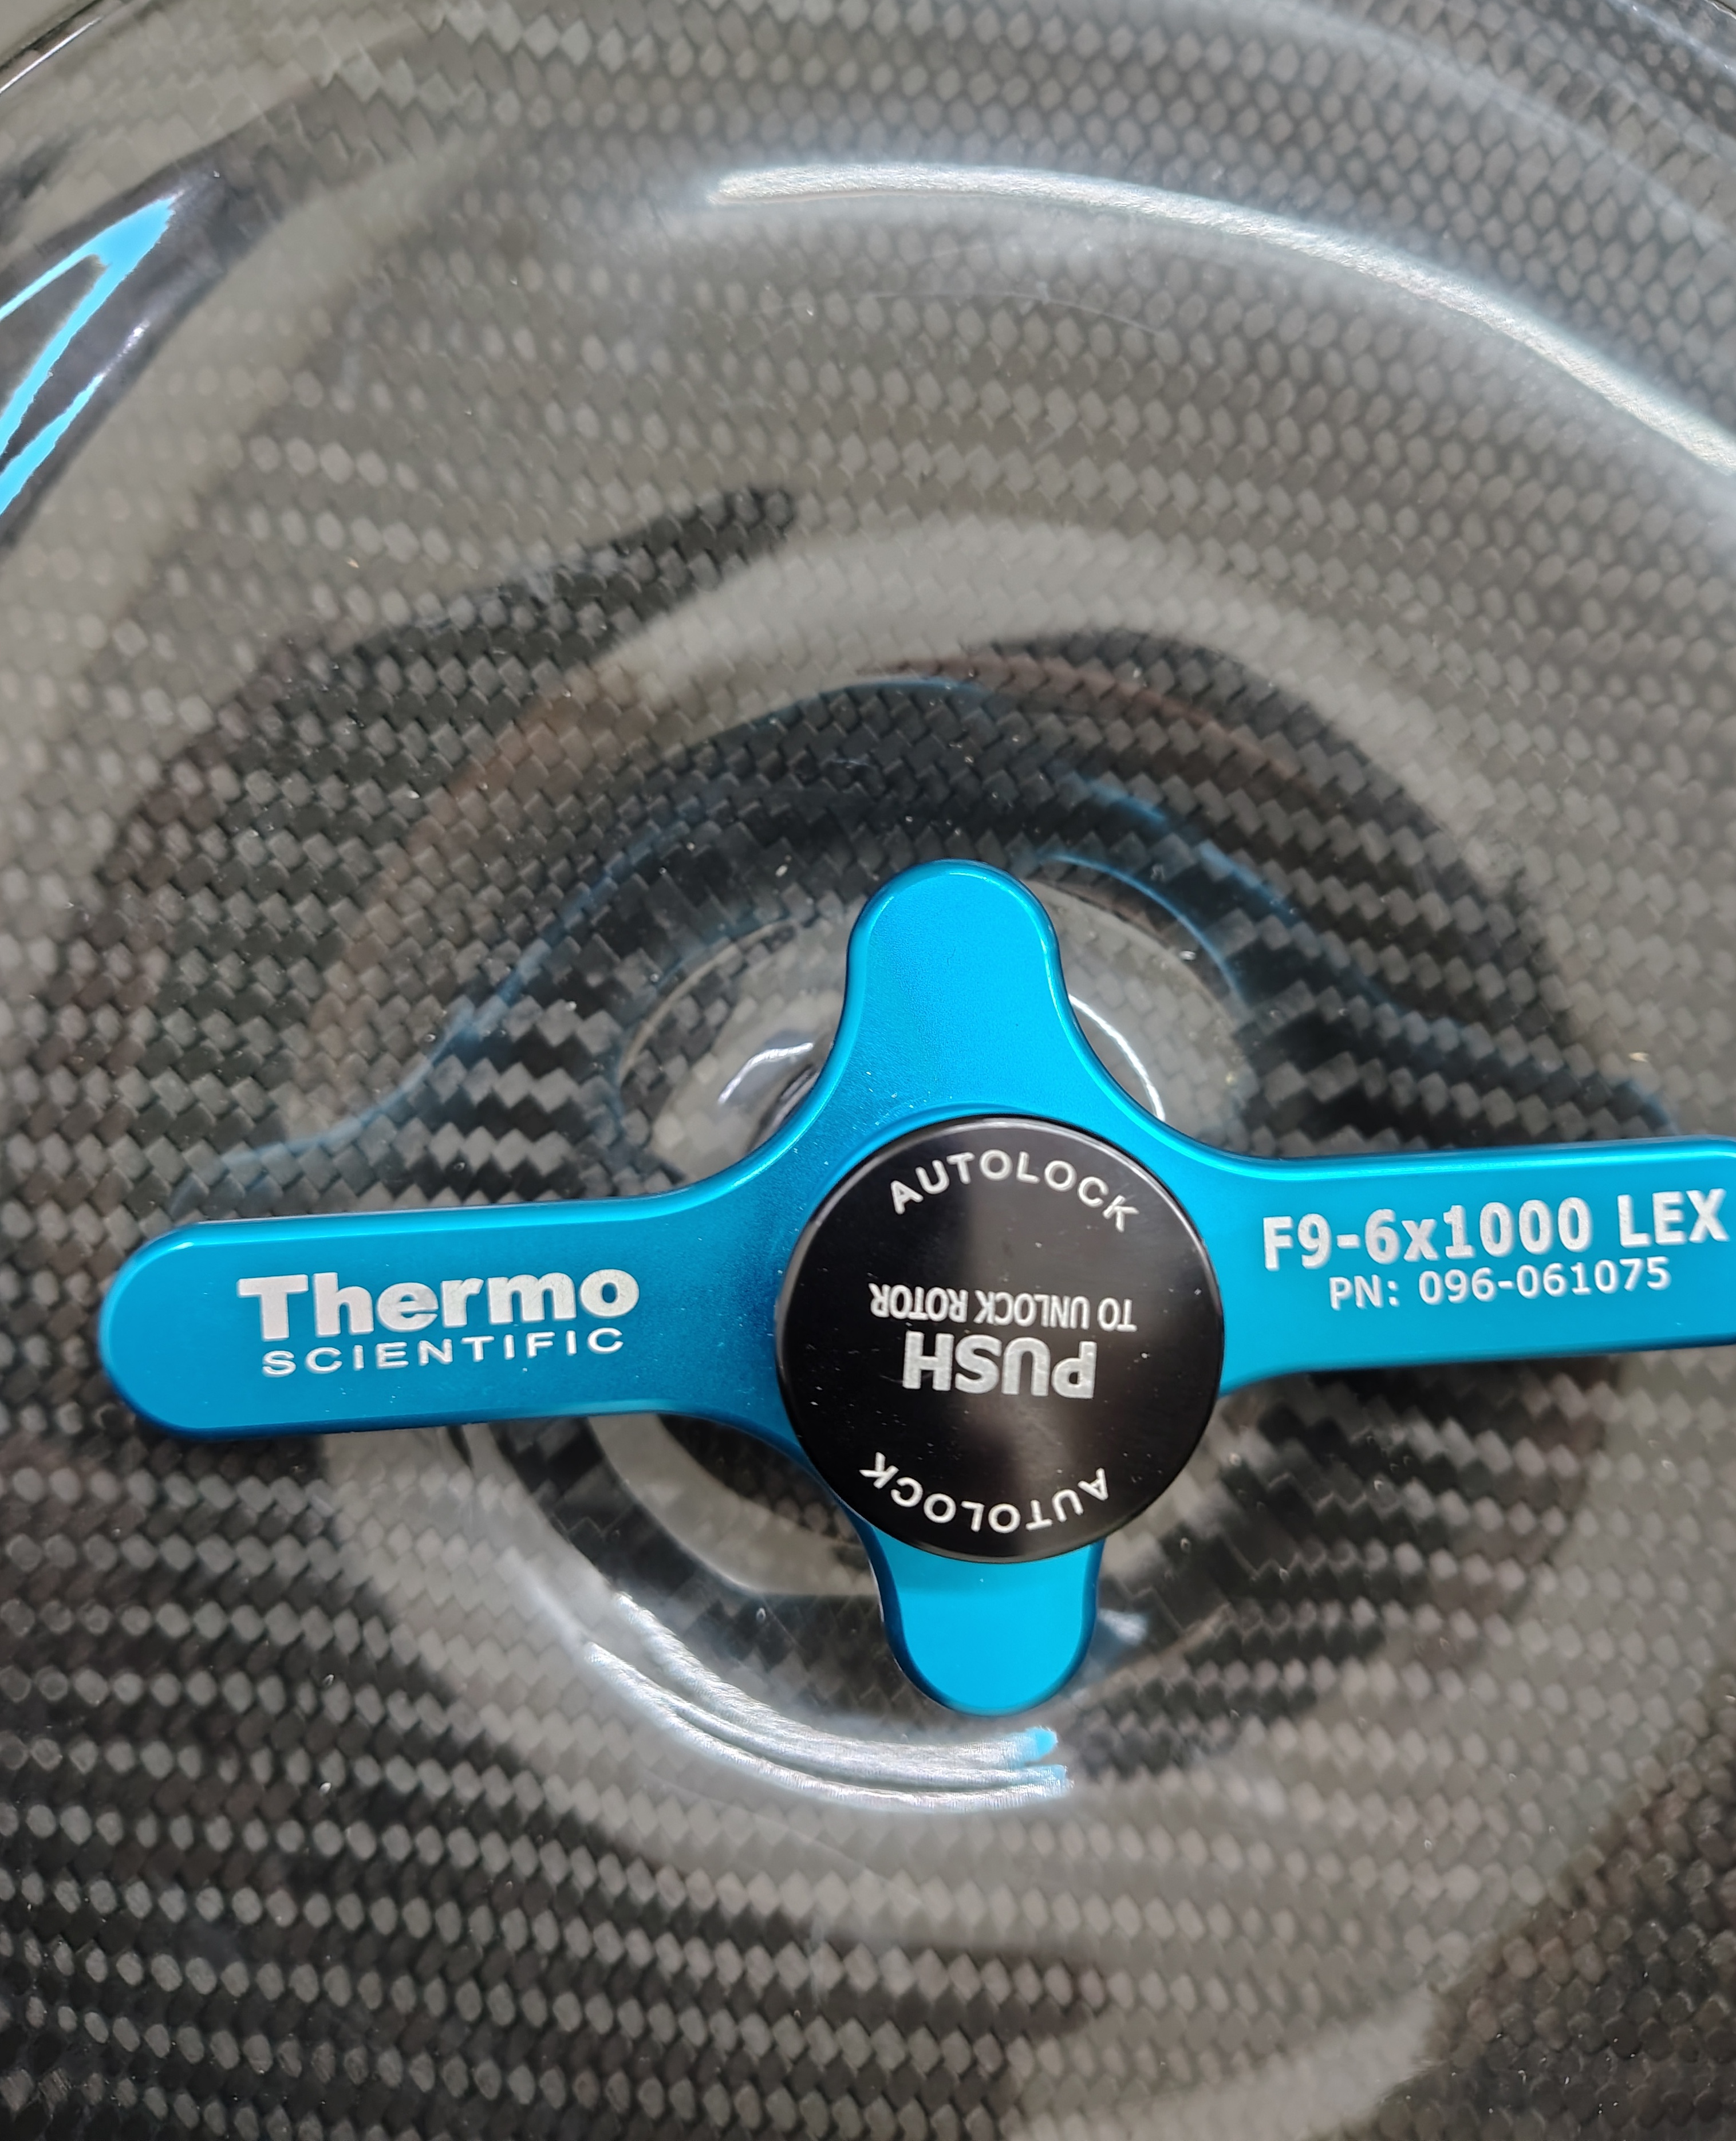 Thermo
SCIENTIFIC
AUTOLOCK
PUSH
TO UNLOCK ROTOR
AUTOLOCK
F9-6x1000 LEX
PN: 096-061075